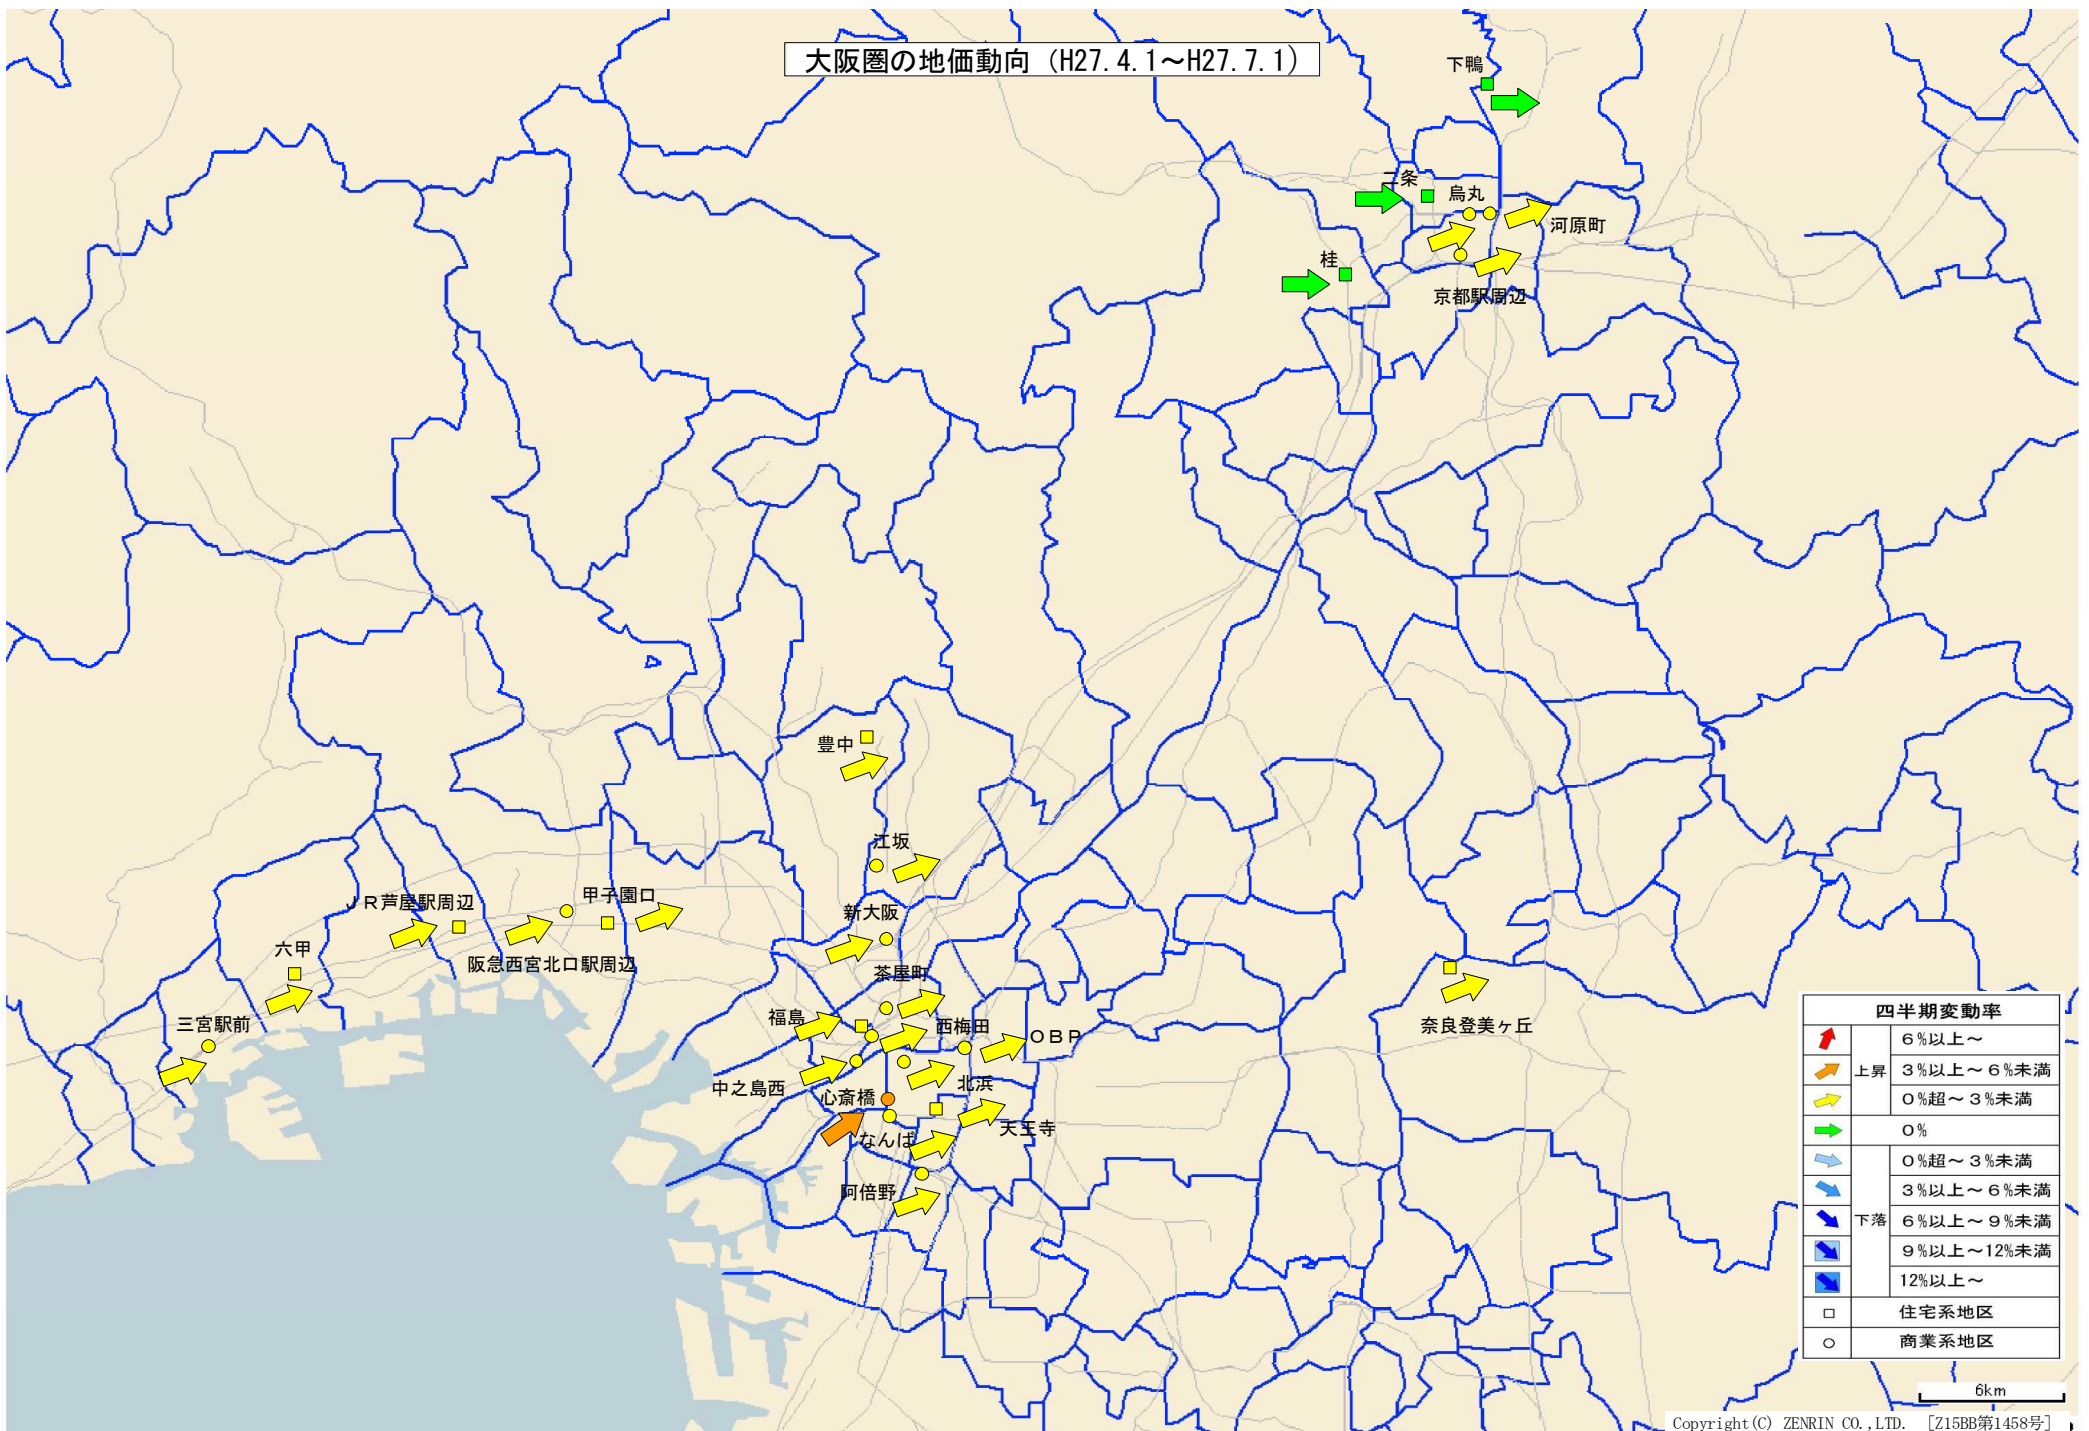 大阪圏の地価動向（H27.4.1～H27.7.1）
下鴨
二条
烏丸
河原町
桂
京都駅周辺
豊中
江坂
甲子園口
JR芦屋駅周辺
新大阪
六甲
阪急西宮北口駅周辺
茶屋町
三宮駅前
福島
西梅田
OBP
奈良登美ヶ丘
中之島西
北浜
心斎橋
天王寺
なんば
阿倍野
四半期変動率
上昇
6%以上～
3%以上～6%未満
0%超～3%未満
0%
下落
0%超～3%未満
3%以上～6%未満
6%以上～9%未満
9%以上～12%未満
12%以上～
住宅系地区
商業系地区
6km
Copyright(C) ZENRIN CO.,LTD. [Z15BB第1458号]